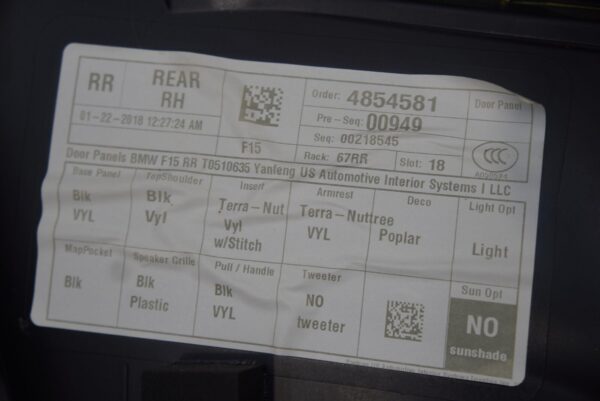 RR
REAR
RH
01-22-2018 12:27:24 AM
F15
Order: 4854581
Pre-Seq: 00949
Seq: 00218545
Rack: 67RR Slot: 18
Door Panel
CCC
A050574
Door Panels BMW F15 RR T0510635 Yanfeng US Automotive Interior Systems I LLC
Base Panel
Blk
VYL
TopShoulder
Blk
Vyl
Insert
Terra-Nut
Vyl
w/Stitch
Armrest
Terra-Nuttree
VYL
Deco
Poplar
Light Opt
Light
MapPocket
Blk
Speaker Grille
Blk
Plastic
Pull / Handle
Blk
VYL
Tweeter
NO
tweeter
Sun Opt
NO
sunshade